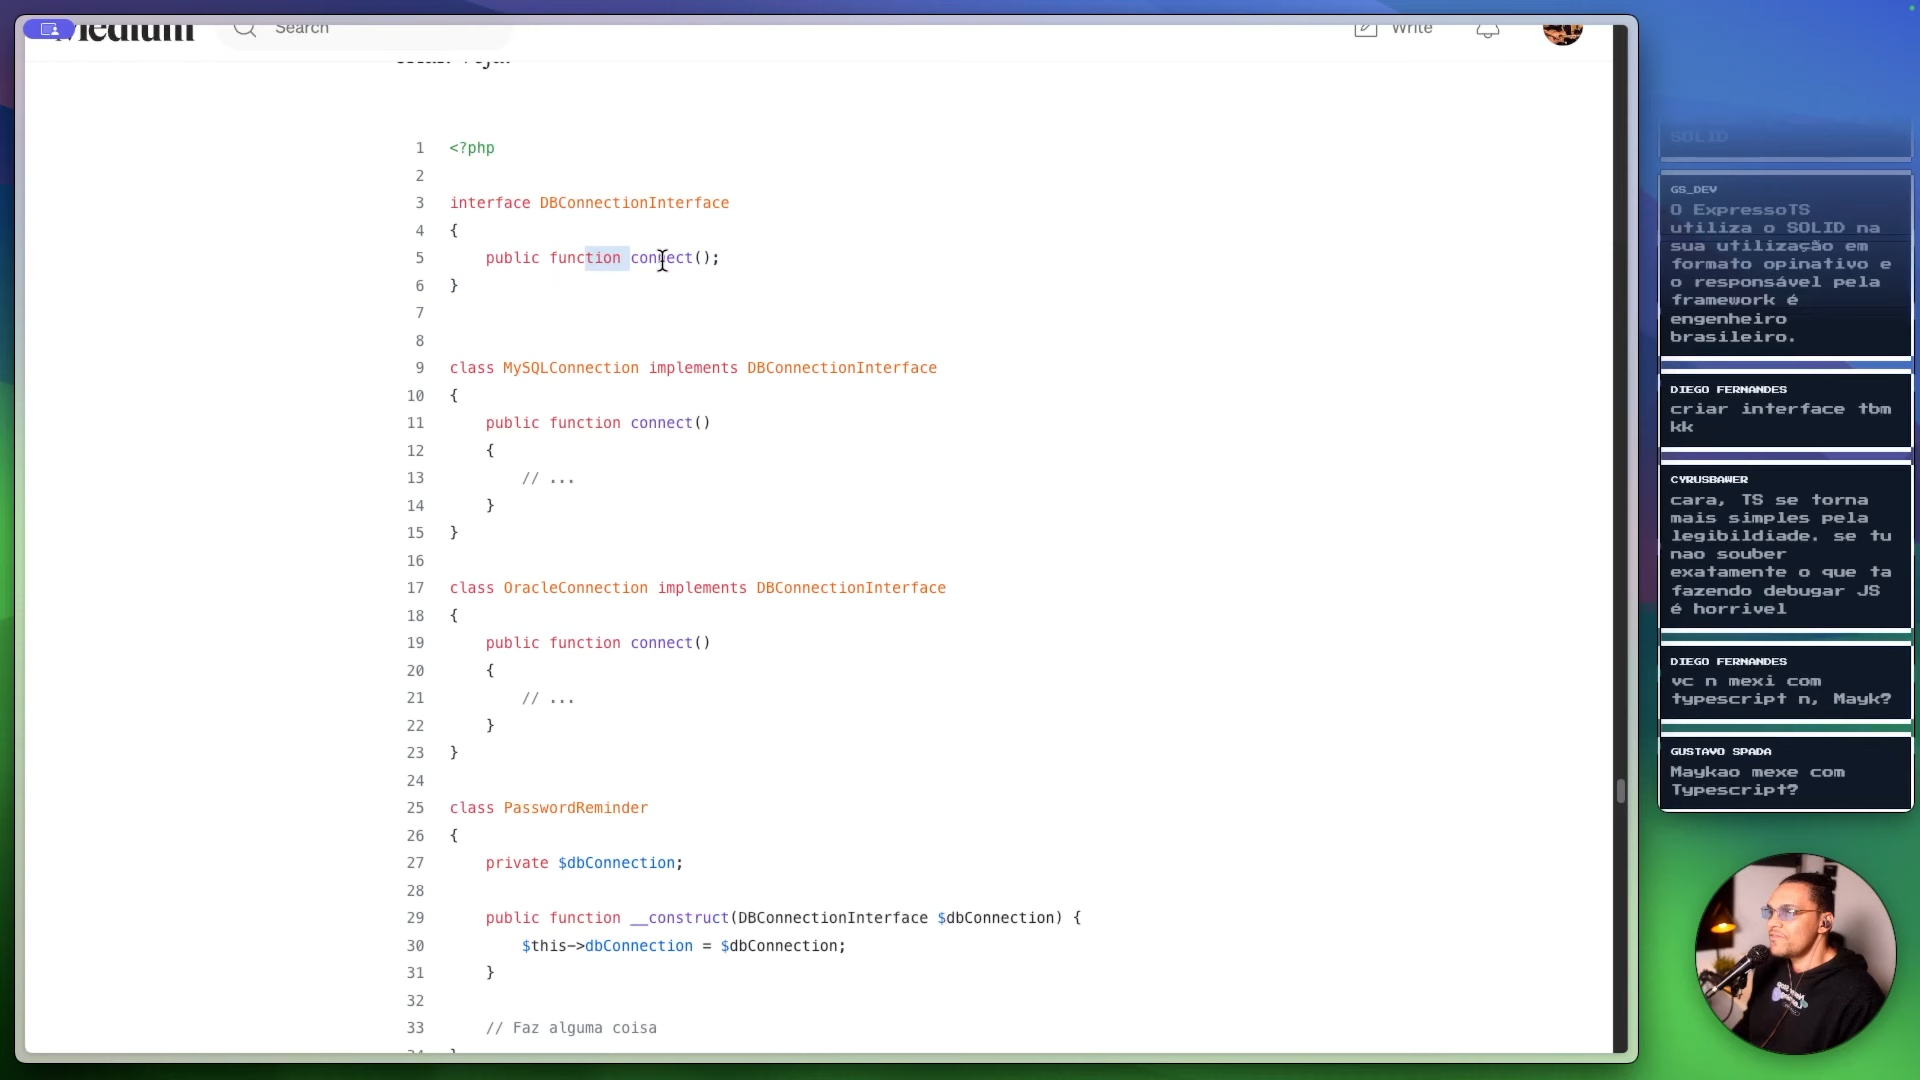 Medium
Search
Write
1 <?php
2
3 interface DBConnectionInterface
4 {
5 public function connect();
6 }
7
8
9 class MySQLConnection implements DBConnectionInterface
10 {
11 public function connect()
12 {
13 // ...
14 }
15 }
16
17 class OracleConnection implements DBConnectionInterface
18 {
19 public function connect()
20 {
21 // ...
22 }
23 }
24
25 class PasswordReminder
26 {
27 private $dbConnection;
28
29 public function __construct(DBConnectionInterface $dbConnection) {
30 $this->dbConnection = $dbConnection;
31 }
32
33 // Faz alguma coisa
SOLID
GS_DEV
O ExpressoTS
utiliza o SOLID na
sua utilização em
formato opinativo e
o responsável pela
framework é
engenheiro
brasileiro.
DIEGO FERNANDES
criar interface tbm
kk
CYRUSBAWER
cara, TS se torna
mais simples pela
legibildiade. se tu
nao souber
exatamente o que ta
fazendo debugar JS
é horrivel
DIEGO FERNANDES
vc n mexi com
typescript n, Mayk?
GUSTAVO SPADA
Maykao mexe com
Typescript?